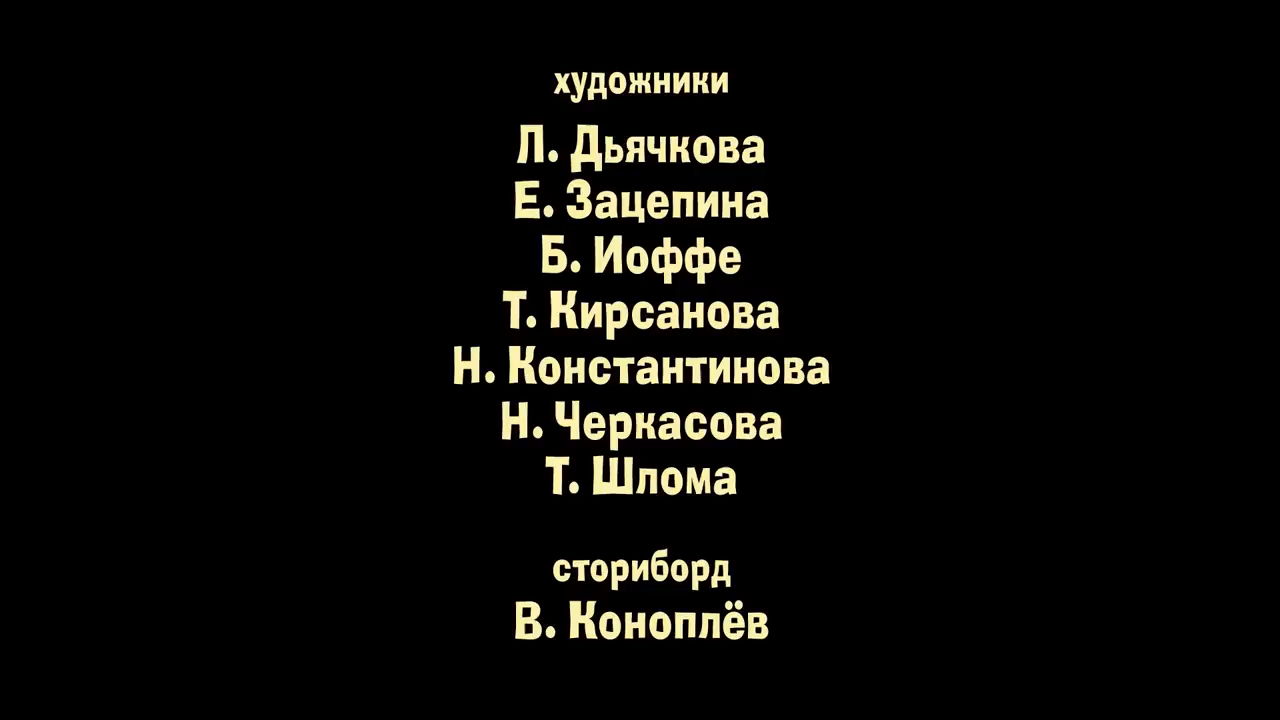 художники
Л. Дьячкова
Е. Зацепина
Б. Иоффе
Т. Кирсанова
Н. Константинова
Н. Черкасова
Т. Шлома
сториборд
В. Коноплёв